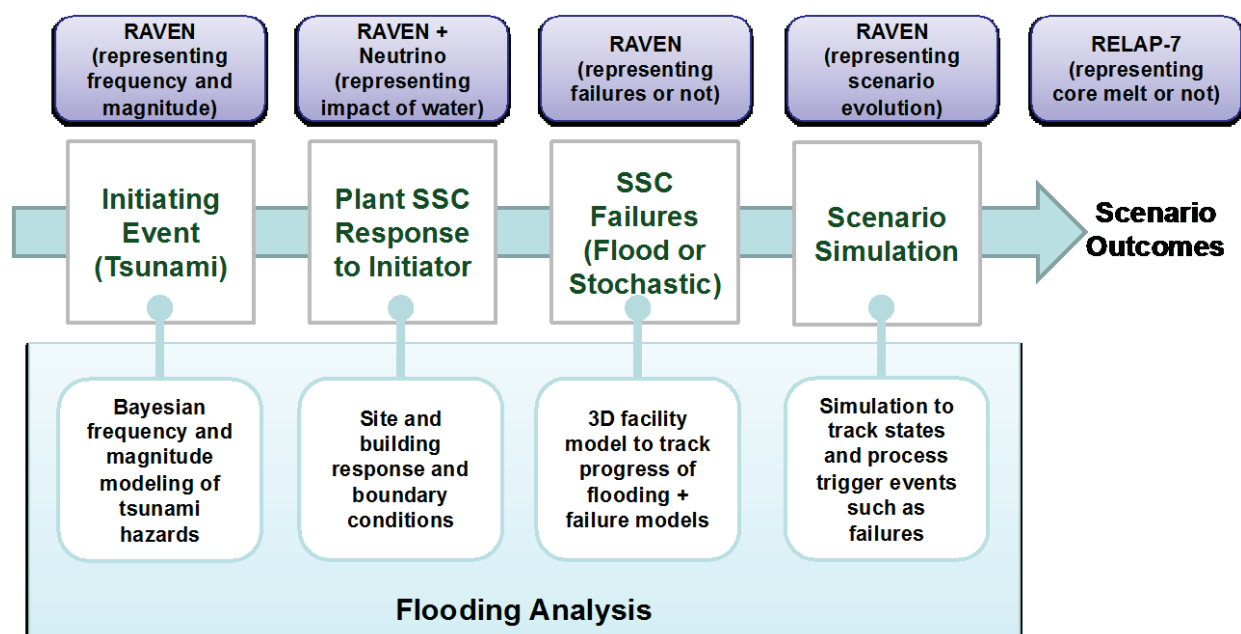 RAVEN
(representing
frequency and
magnitude)
RAVEN +
Neutrino
(representing
impact of water)
RAVEN
(representing
failures or not)
RAVEN
(representing
scenario
evolution)
RELAP-7
(representing
core melt or not)
Initiating
Event
(Tsunami)
Plant SSC
Response
to Initiator
SSC
Failures
(Flood or
Stochastic)
Scenario
Simulation
Scenario
Outcomes
Bayesian
frequency and
magnitude
modeling of
tsunami
hazards
Site and
building
response and
boundary
conditions
3D facility
model to track
progress of
flooding +
failure models
Simulation to
track states
and process
trigger events
such as
failures
Flooding Analysis